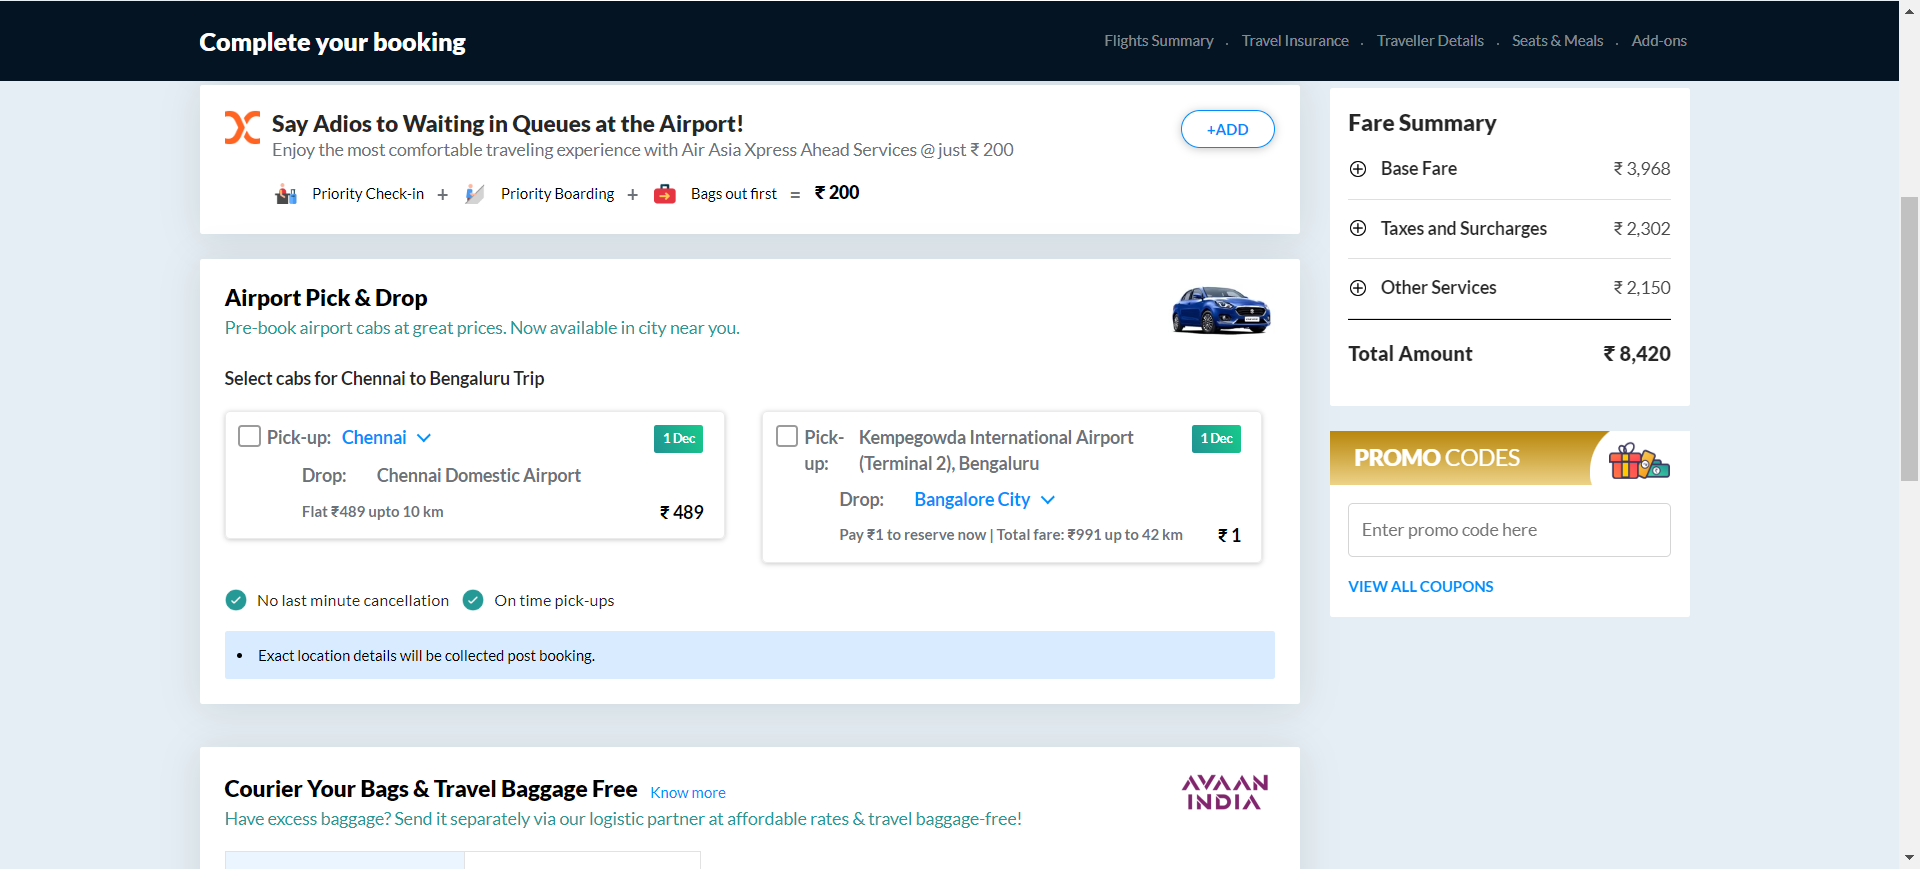 Complete your booking
Flights Summary . Travel Insurance . Traveller Details . Seats & Meals . Add-ons
Say Adios to Waiting in Queues at the Airport!
Enjoy the most comfortable traveling experience with Air Asia Xpress Ahead Services @ just ₹ 200
+ADD
Priority Check-in + Priority Boarding + Bags out first = ₹ 200
Airport Pick & Drop
Pre-book airport cabs at great prices. Now available in city near you.
Select cabs for Chennai to Bengaluru Trip
Pick-up: Chennai
1 Dec
Drop: Chennai Domestic Airport
Flat ₹489 upto 10 km
₹ 489
Pick-up: Kempegowda International Airport
(Terminal 2), Bengaluru
1 Dec
Drop: Bangalore City
Pay ₹1 to reserve now | Total fare: ₹991 up to 42 km
₹ 1
No last minute cancellation
On time pick-ups
• Exact location details will be collected post booking.
Courier Your Bags & Travel Baggage Free Know more
Have excess baggage? Send it separately via our logistic partner at affordable rates & travel baggage-free!
AVAAN
INDIA
Fare Summary
Base Fare ₹ 3,968
Taxes and Surcharges ₹ 2,302
Other Services ₹ 2,150
Total Amount ₹ 8,420
PROMO CODES
Enter promo code here
VIEW ALL COUPONS